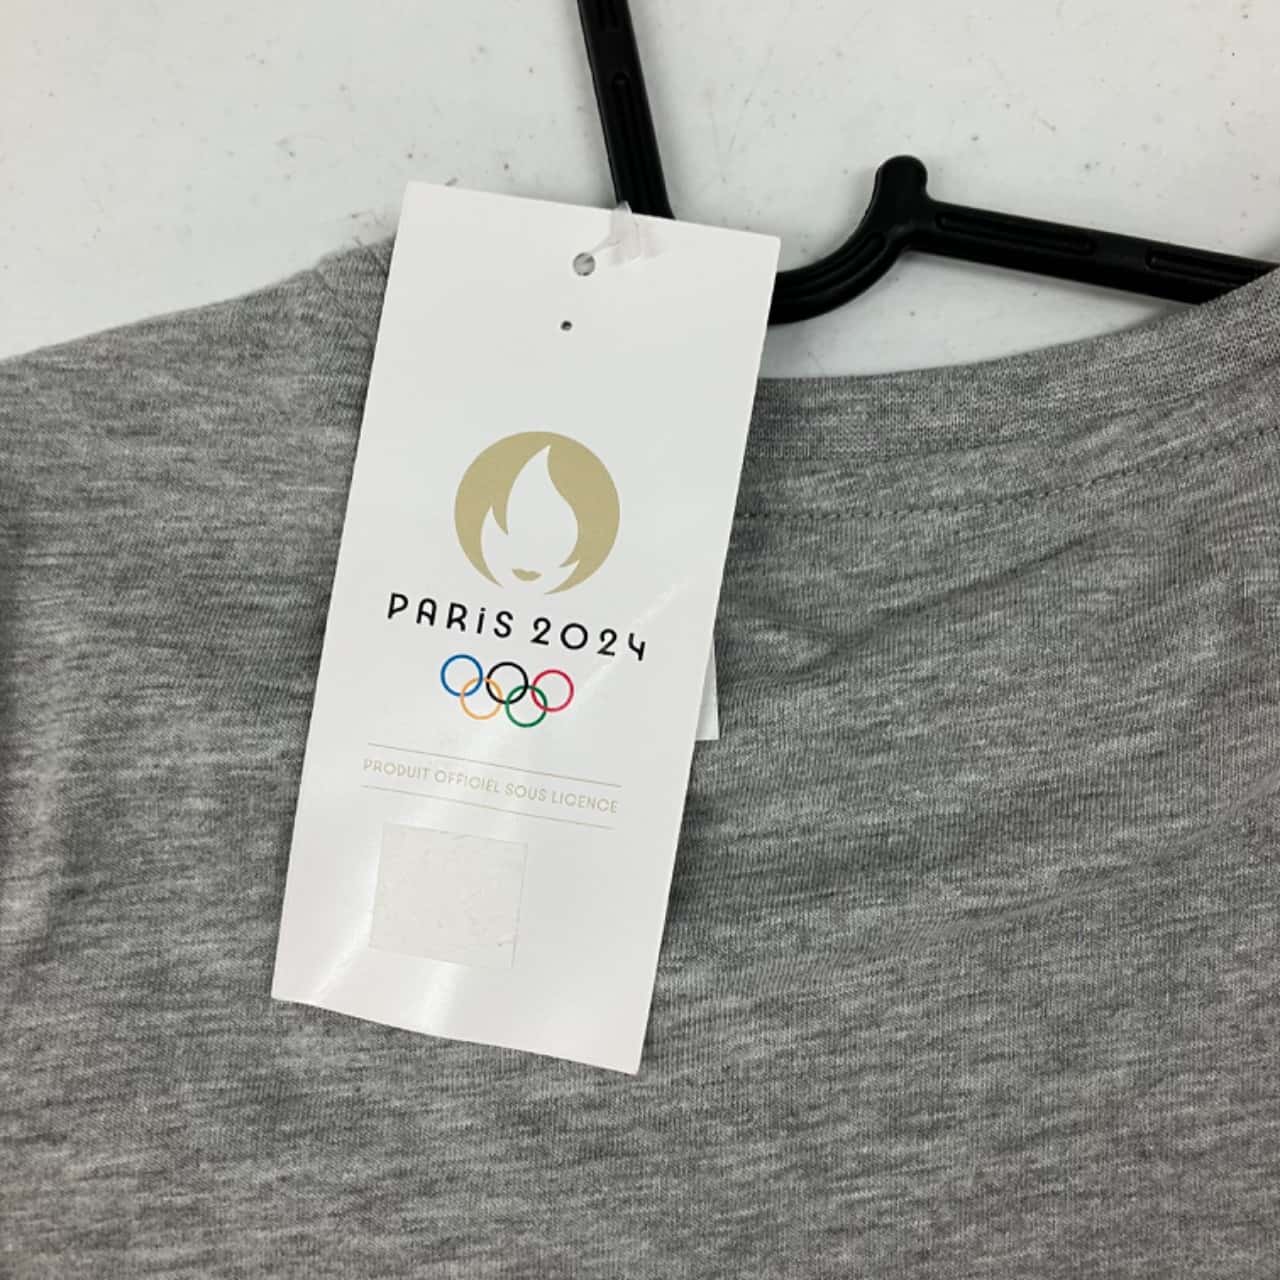 PARiS 2024
PRODUIT OFFICIEL SOUS LICENCE